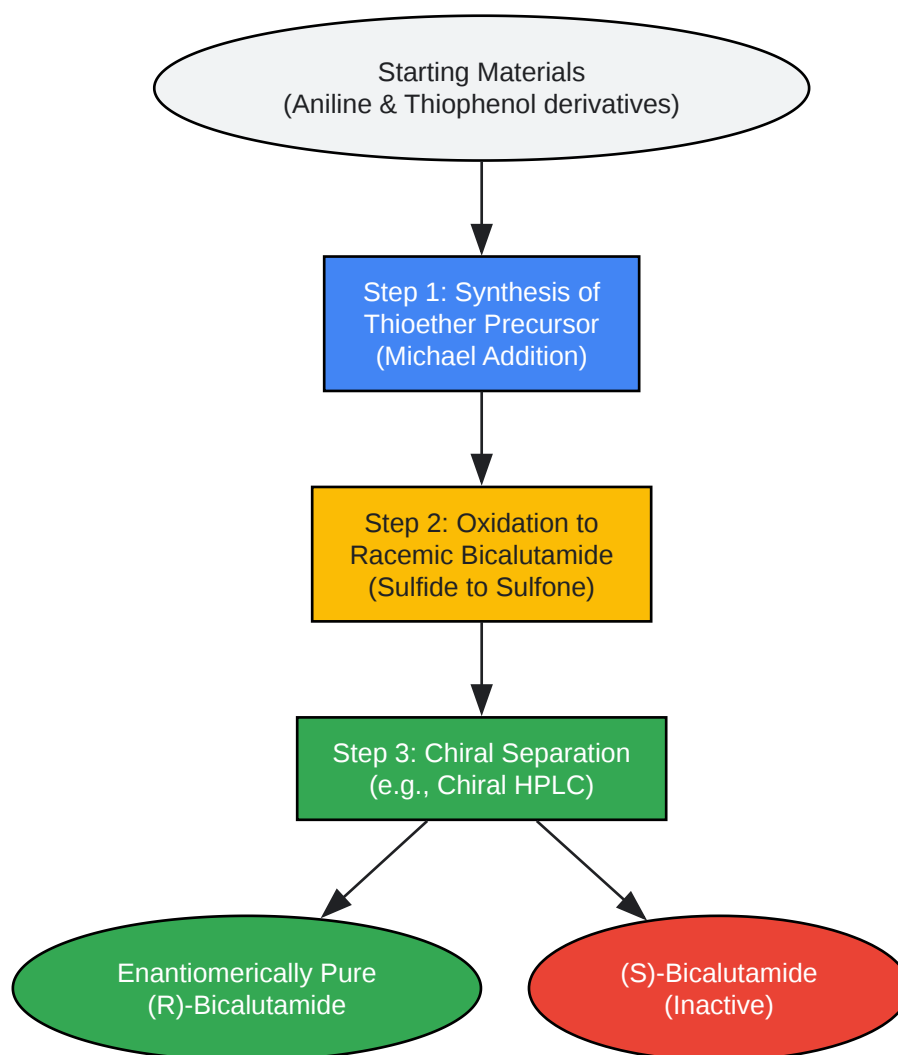 Starting Materials
(Aniline & Thiophenol derivatives)
Step 1: Synthesis of
Thioether Precursor
(Michael Addition)
Step 2: Oxidation to
Racemic Bicalutamide
(Sulfide to Sulfone)
Step 3: Chiral Separation
(e.g., Chiral HPLC)
Enantiomerically Pure
(R)-Bicalutamide
(S)-Bicalutamide
(Inactive)